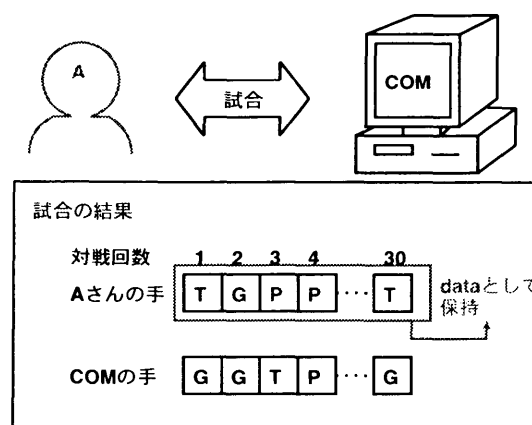 A
試合
COM
試合の結果
対戦回数 1 2 3 4 30
Aさんの手 T G P P ···· T
dataとして
保持
COMの手 G G T P ···· G